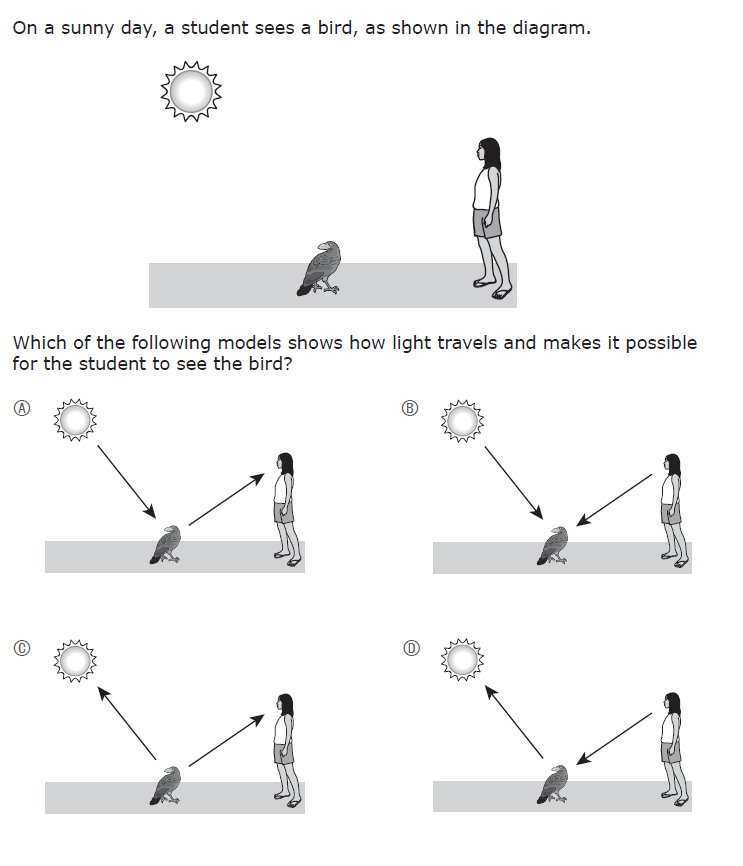 On a sunny day, a student sees a bird, as shown in the diagram.
Which of the following models shows how light travels and makes it possible
for the student to see the bird?
Ⓐ
Ⓑ
Ⓒ
Ⓓ